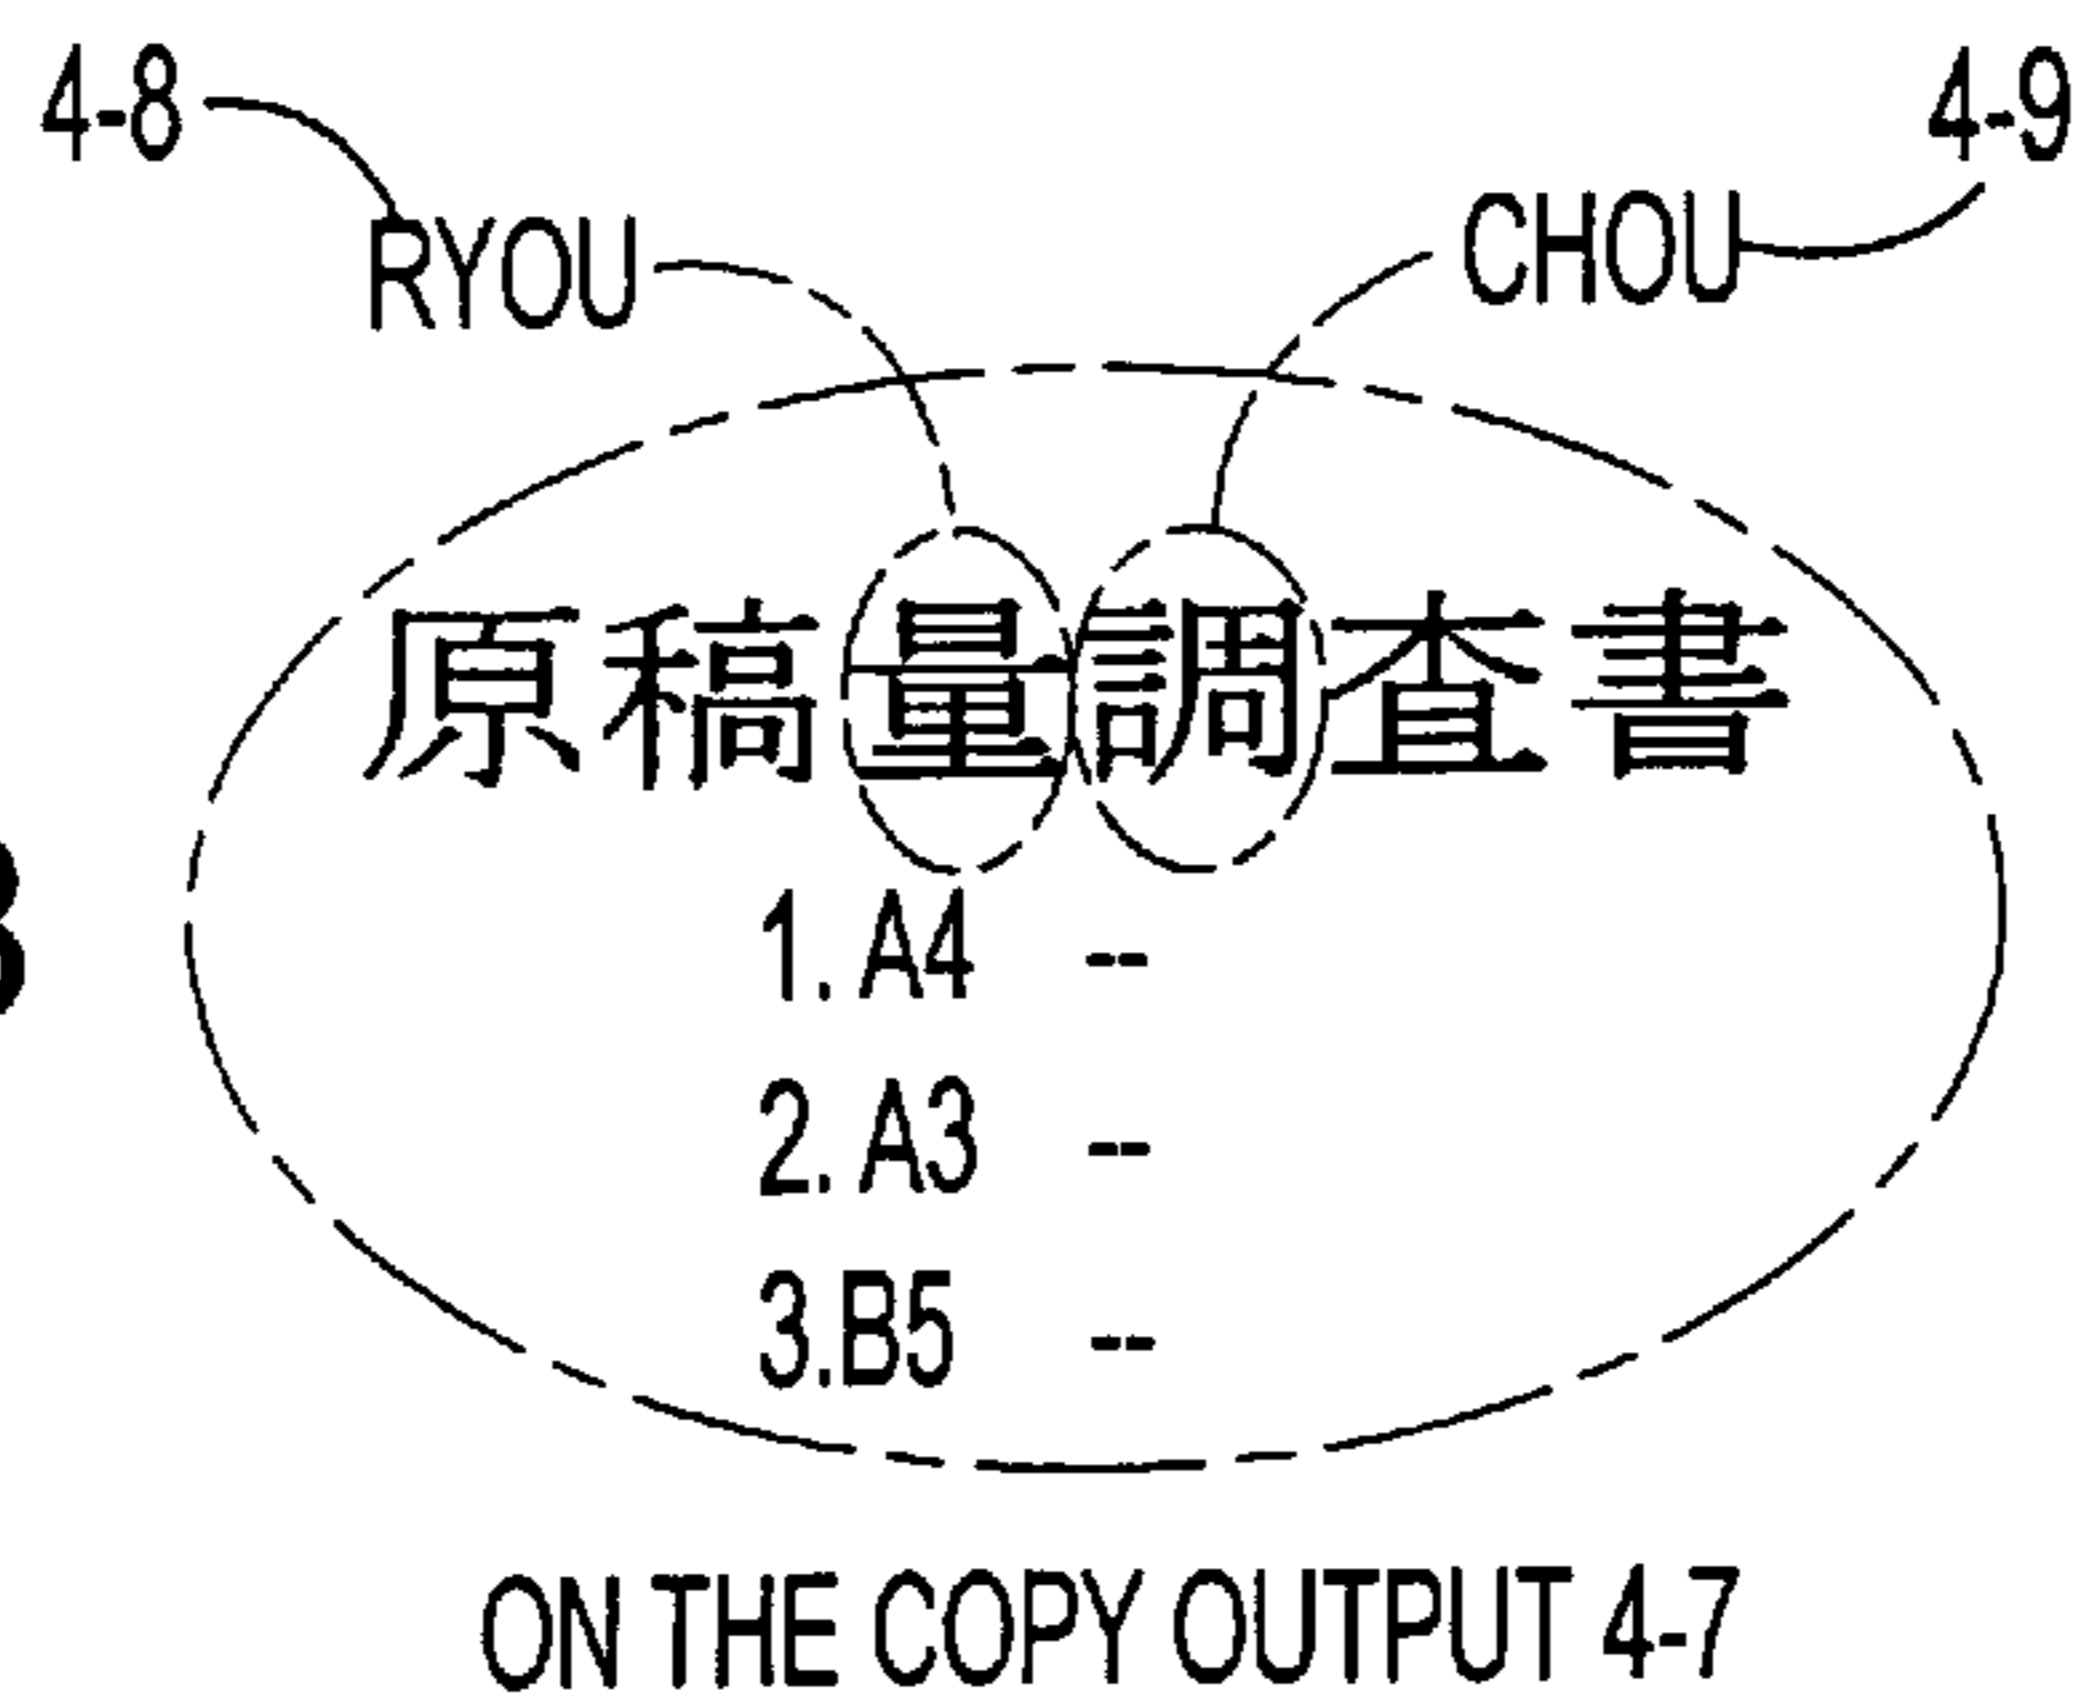 4-8
4-9
RYOU
CHOU
原稿量調査書
1. A4 --
2. A3 --
3.B5 --
ON THE COPY OUTPUT 4-7